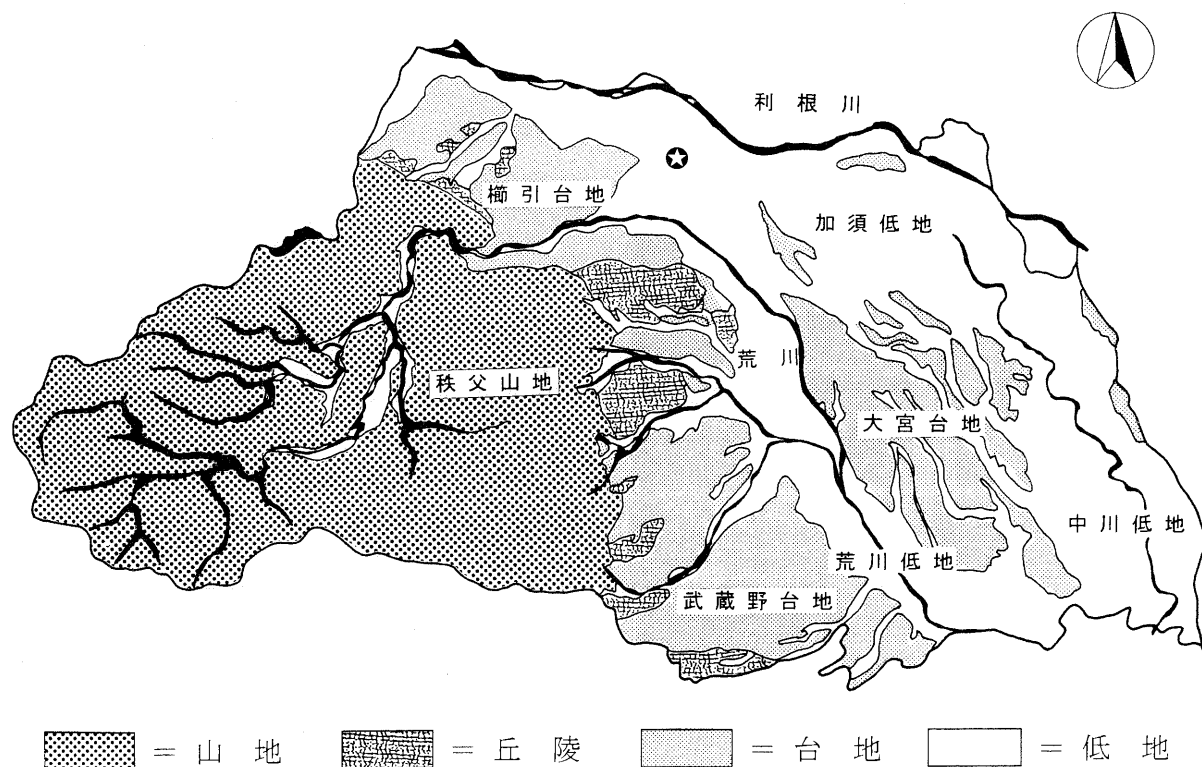 利根川
櫛引台地
加須低地
荒川
秩父山地
大宮台地
中川低地
荒川低地
武蔵野台地
＝山地
＝丘陵
＝台地
＝低地